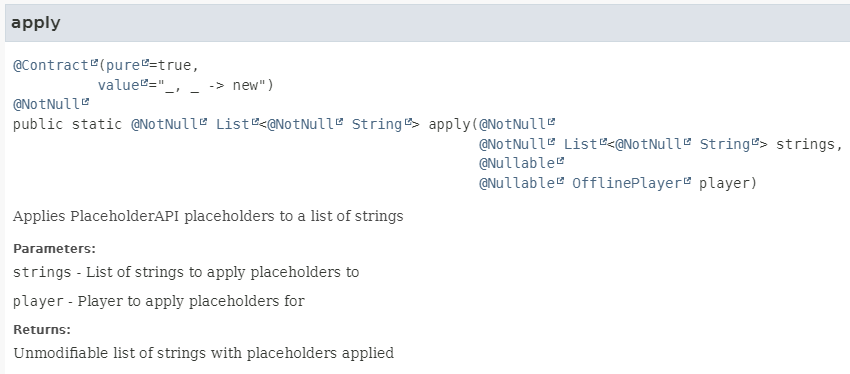 apply
@Contract(pure=true,
value="_, _ -> new")
@NotNull
public static @NotNull List<@NotNull String> apply(@NotNull
@NotNull List<@NotNull String> strings,
@Nullable
@Nullable OfflinePlayer player)
Applies PlaceholderAPI placeholders to a list of strings
Parameters:
strings - List of strings to apply placeholders to
player - Player to apply placeholders for
Returns:
Unmodifiable list of strings with placeholders applied